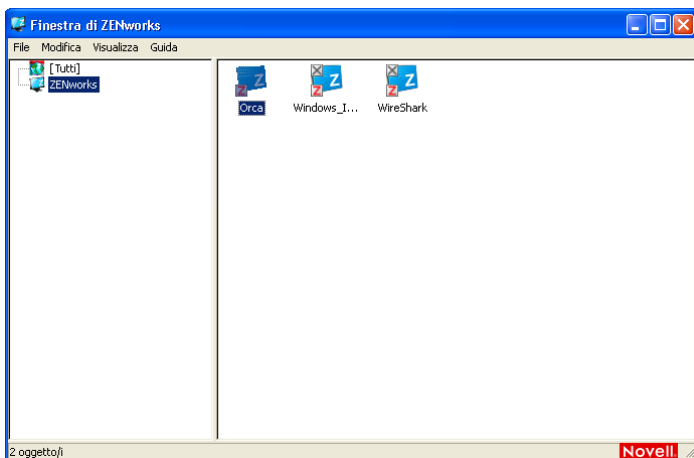 Finestra di ZENworks
File Modifica Visualizza Guida
[Tutti]
ZENworks
Orca Windows_I... WireShark
2 oggetto/i
Novell.